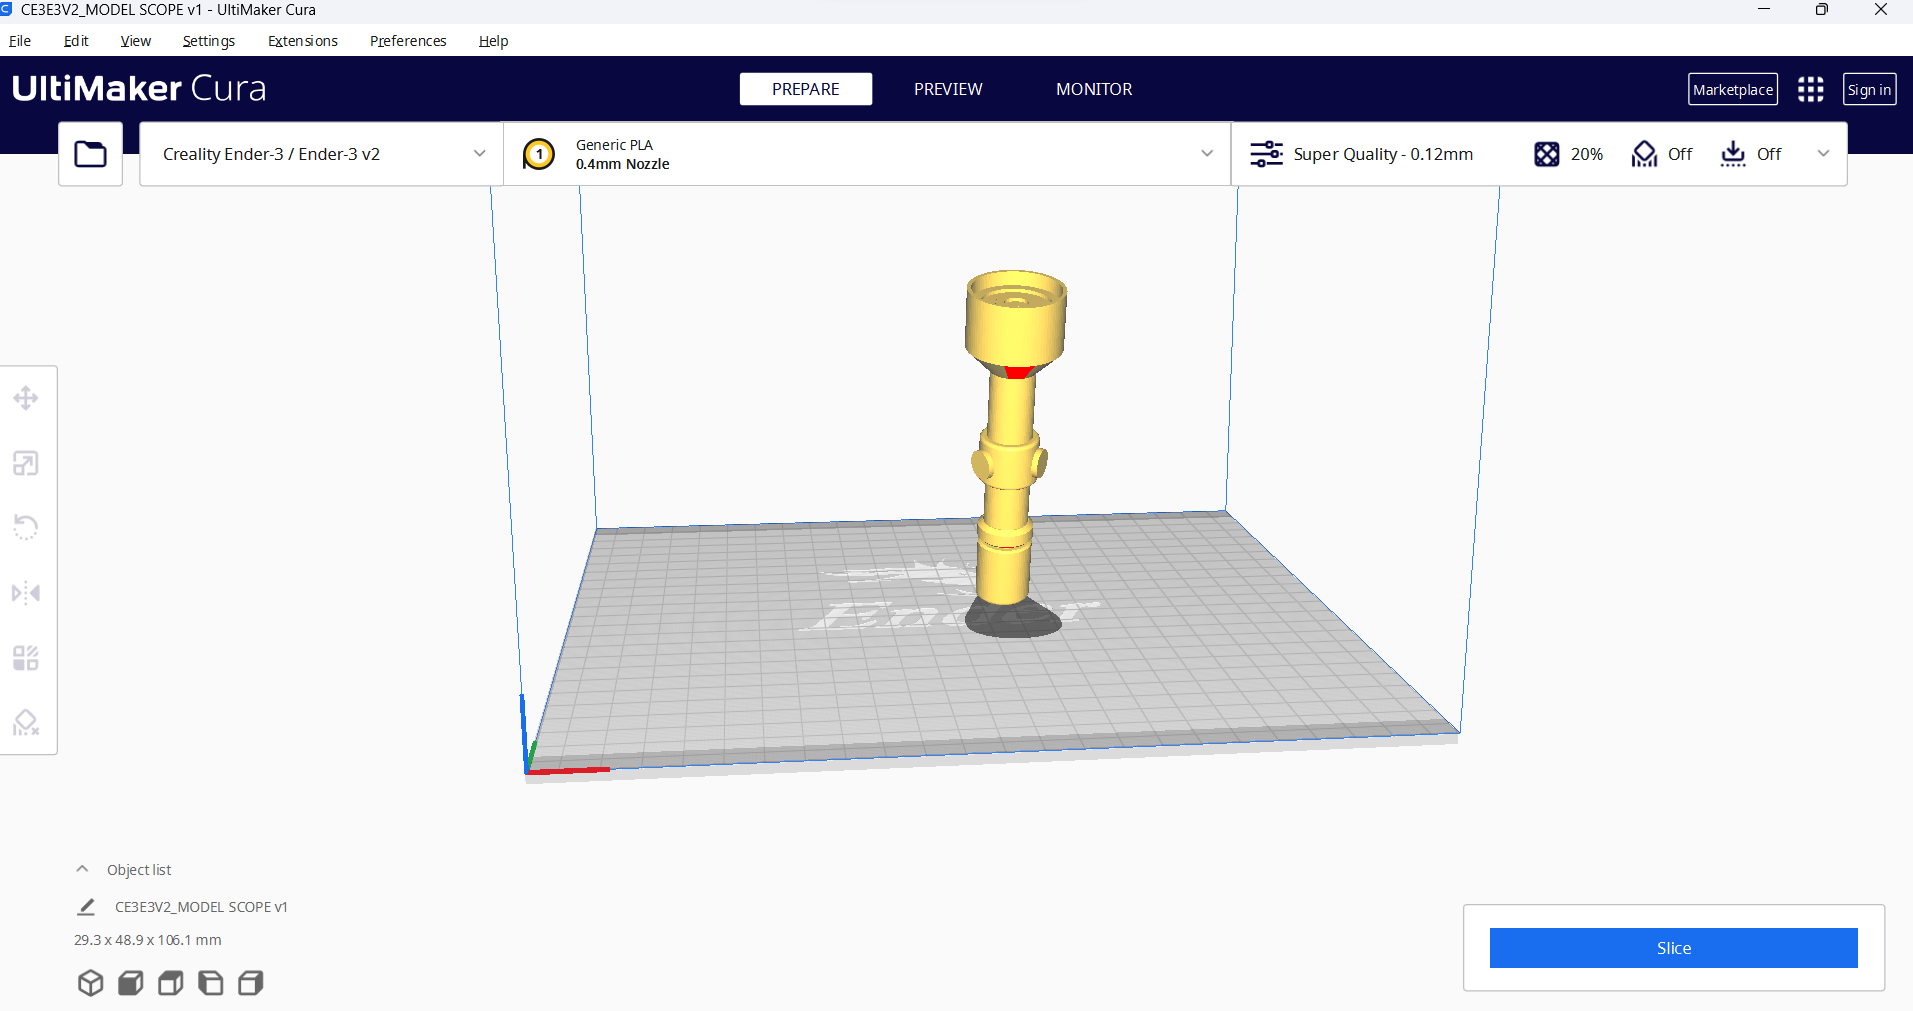 CE3E3V2_MODEL SCOPE v1 - UltiMaker Cura
File Edit View Settings Extensions Preferences Help
UltiMaker Cura
PREPARE PREVIEW MONITOR
Marketplace
Sign in
Creality Ender-3 / Ender-3 v2
1
Generic PLA
0.4mm Nozzle
Super Quality - 0.12mm
20%
Off
Off
Ender
Object list
CE3E3V2_MODEL SCOPE v1
29.3 x 48.9 x 106.1 mm
Slice